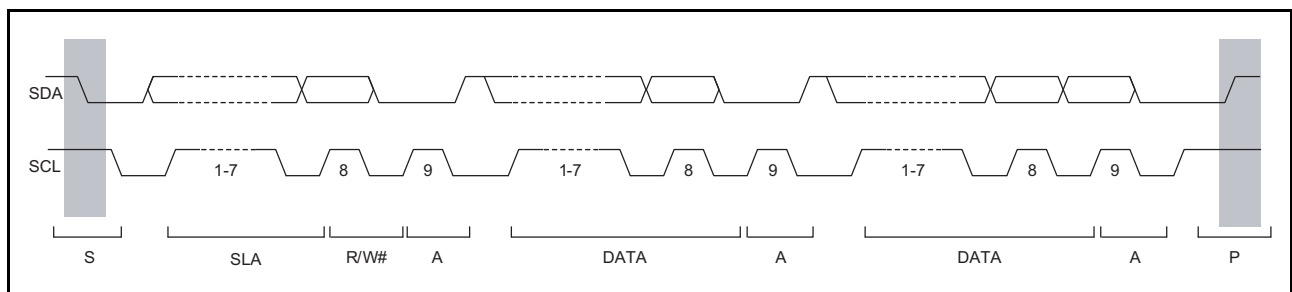 SDA
SCL
1-7 8 9 1-7 8 9 1-7 8 9
S SLA R/W# A DATA A DATA A P